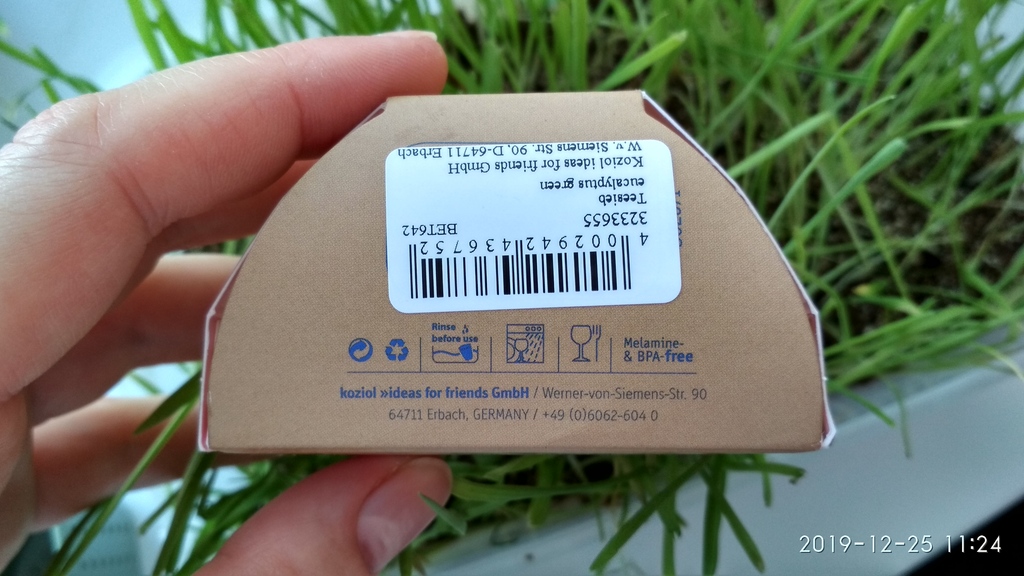 W.v. Siemens Str. 90, D-64711 Erbach
Koziol ideas for friends GmbH
eucalyptus green
Teesieb
3233655 BET642
4 002942 436752
Rinse
before use
Melamine-
& BPA-free
koziol »ideas for friends GmbH / Werner-von-Siemens-Str. 90
64711 Erbach, GERMANY / +49 (0)6062-604 0
2019-12-25 11:24